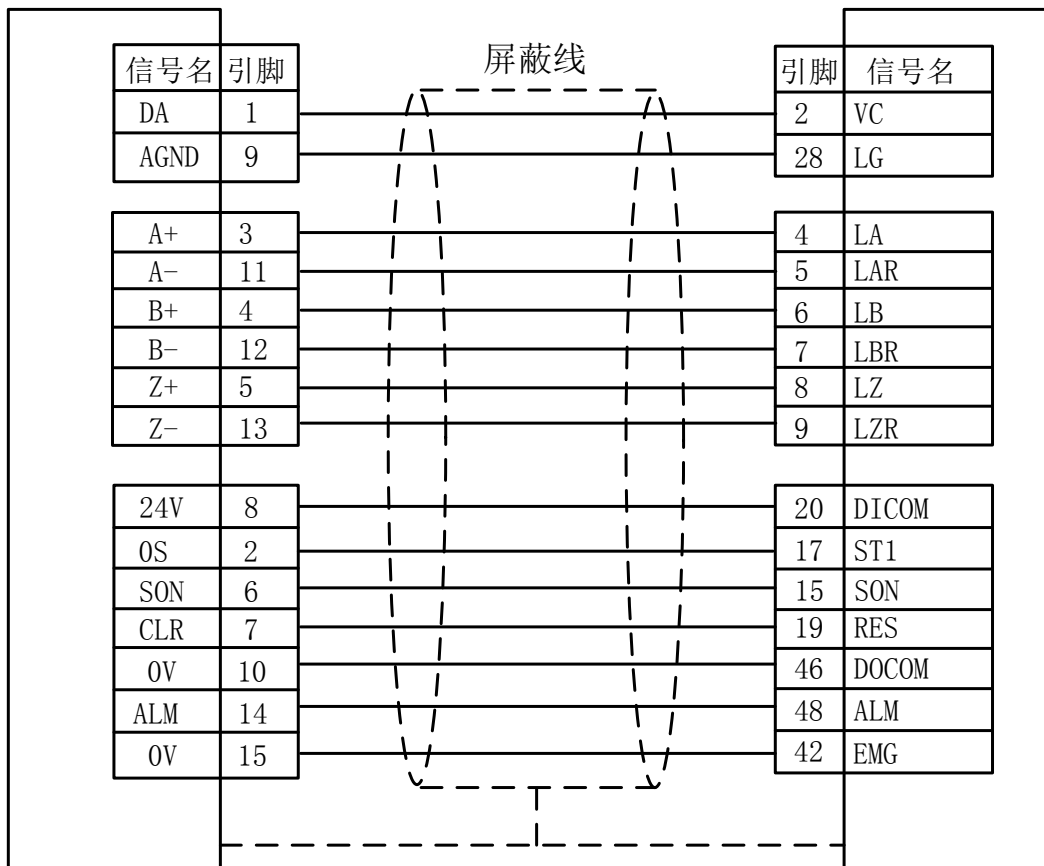 屏蔽线
信号名 引脚 引脚 信号名
DA 1 2 VC
AGND 9 28 LG
A+ 3 4 LA
A- 11 5 LAR
B+ 4 6 LB
B- 12 7 LBR
Z+ 5 8 LZ
Z- 13 9 LZR
24V 8 20 DICOM
OS 2 17 ST1
SON 6 15 SON
CLR 7 19 RES
0V 10 46 DOCOM
ALM 14 48 ALM
0V 15 42 EMG